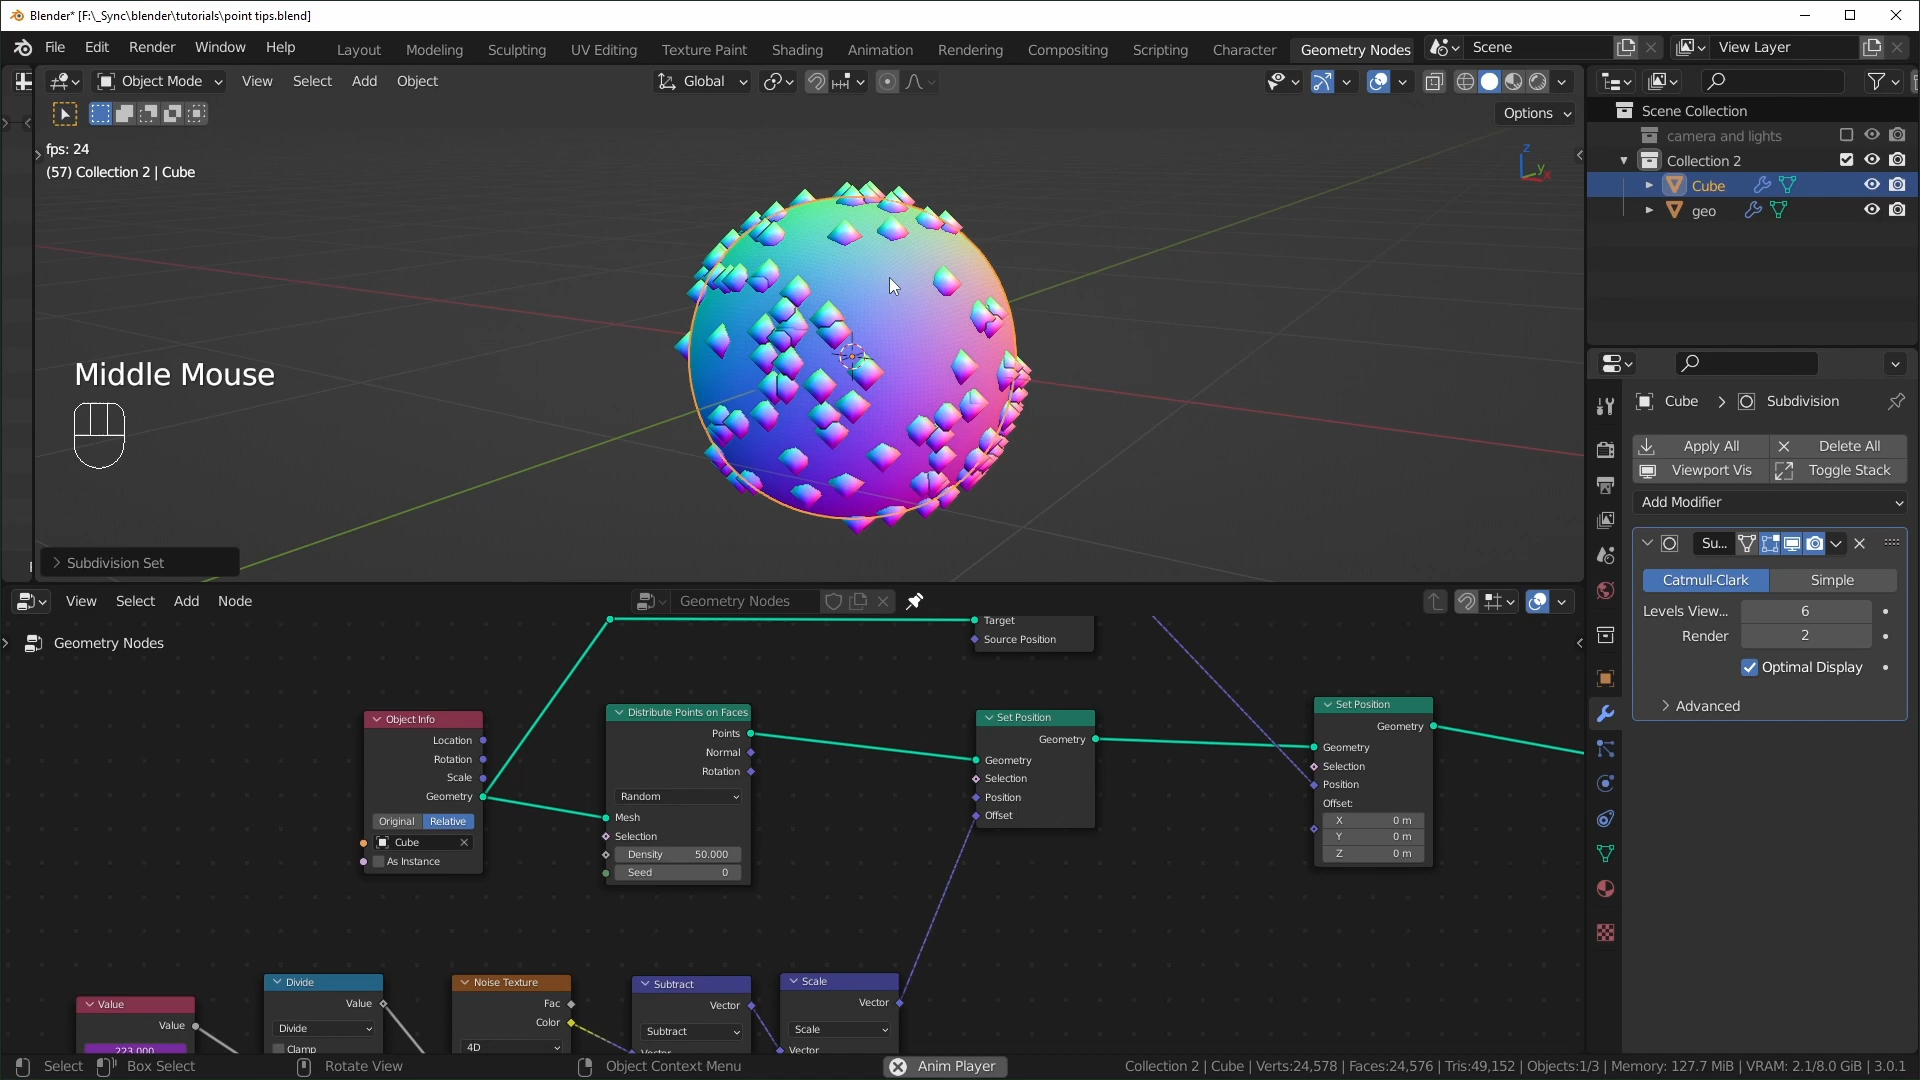 Blender* [F:\_Sync\blender\tutorials\point tips.blend]
File Edit Render Window Help
Layout Modeling Sculpting UV Editing Texture Paint Shading Animation Rendering Compositing Scripting Character Geometry Nodes
Scene
View Layer
Object Mode View Select Add Object
Global
Options
fps: 24
(57) Collection 2 | Cube
Z
Y
X
Middle Mouse
Subdivision Set
Scene Collection
camera and lights
Collection 2
Cube
geo
Cube > Subdivision
Apply All Delete All
Viewport Vis Toggle Stack
Add Modifier
Su...
Catmull-Clark Simple
Levels View... 6
Render 2
Optimal Display
Advanced
View Select Add Node
Geometry Nodes
Geometry Nodes
Target
Source Position
Object Info
Location
Rotation
Scale
Geometry
Original Relative
Cube
As Instance
Distribute Points on Faces
Points
Normal
Rotation
Random
Mesh
Selection
Density 50.000
Seed 0
Set Position
Geometry
Geometry
Selection
Position
Offset
Set Position
Geometry
Geometry
Selection
Position
Offset:
X 0 m
Y 0 m
Z 0 m
Value
Value
223.000
Divide
Value
Divide
Clamp
Noise Texture
Fac
Color
4D
Subtract
Vector
Subtract
Vector
Scale
Vector
Scale
Vector
Select Box Select Rotate View Object Context Menu Anim Player
Collection 2 | Cube | Verts:24,578 | Faces:24,576 | Tris:49,152 | Objects:1/3 | Memory: 127.7 MiB | VRAM: 2.1/8.0 GiB | 3.0.1